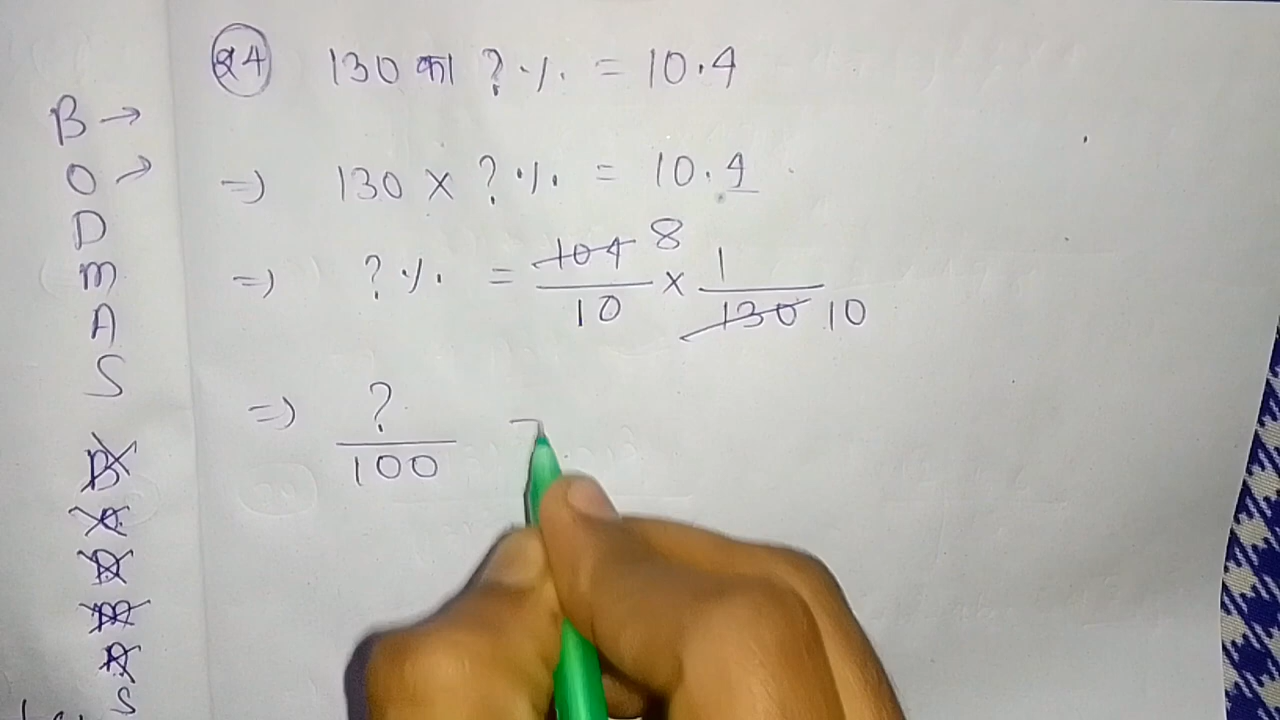 B →
O →
D
M
A
S
24 130 का ? % = 10.4
=) 130 × ? % = 10.4
=) ? % = 104/10 8 × 1/130 10
=) ?/100
S